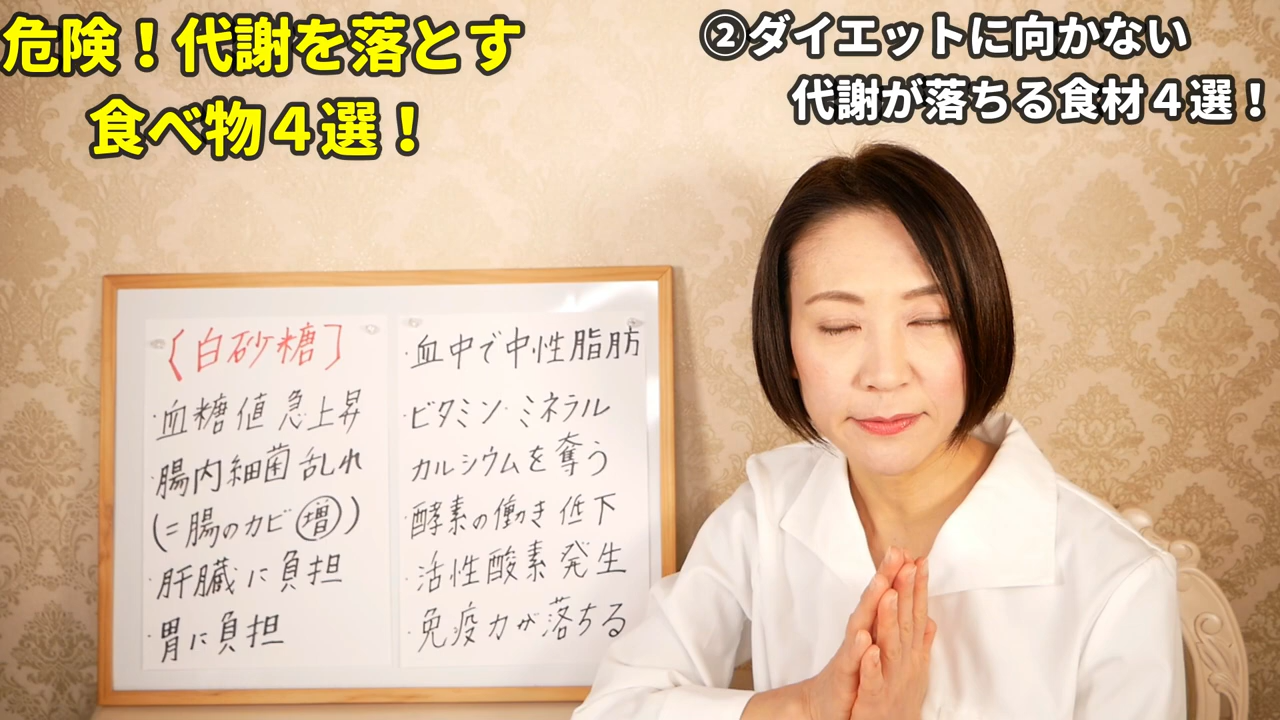 危険！代謝を落とす
食べ物４選！
②ダイエットに向かない
代謝が落ちる食材４選！
〈白砂糖〕
・血糖値 急上昇
・腸内細菌 乱れ
(＝腸のカビ 増)
・肝臓に負担
・胃に負担
・血中で中性脂肪
・ビタミン・ミネラル
カルシウムを奪う
・酵素の働き低下
・活性酸素発生
・免疫力が落ちる